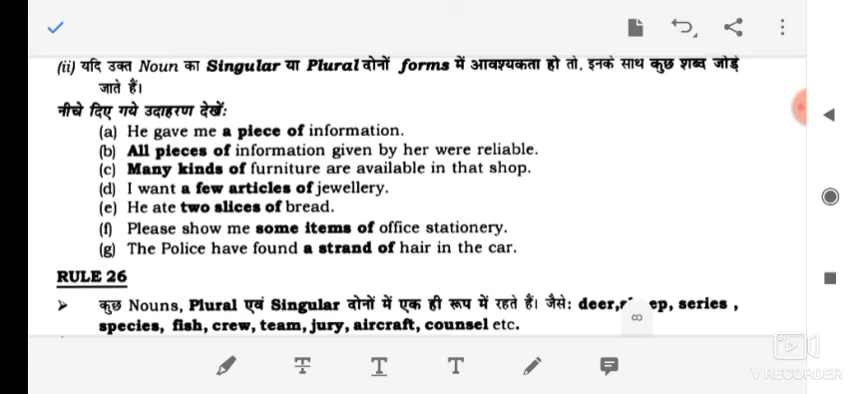 (ii) यदि उक्त Noun का Singular या Plural दोनों forms में आवश्यकता हो तो, इनके साथ कुछ शब्द जोड़े
जाते हैं।
नीचे दिए गये उदाहरण देखें:
(a) He gave me a piece of information.
(b) All pieces of information given by her were reliable.
(c) Many kinds of furniture are available in that shop.
(d) I want a few articles of jewellery.
(e) He ate two slices of bread.
(f) Please show me some items of office stationery.
(g) The Police have found a strand of hair in the car.
RULE 26
➤ कुछ Nouns, Plural एवं Singular दोनों में एक ही रूप में रहते हैं। जैसे: deer, ep, series ,
species, fish, crew, team, jury, aircraft, counsel etc.
V RECORDER